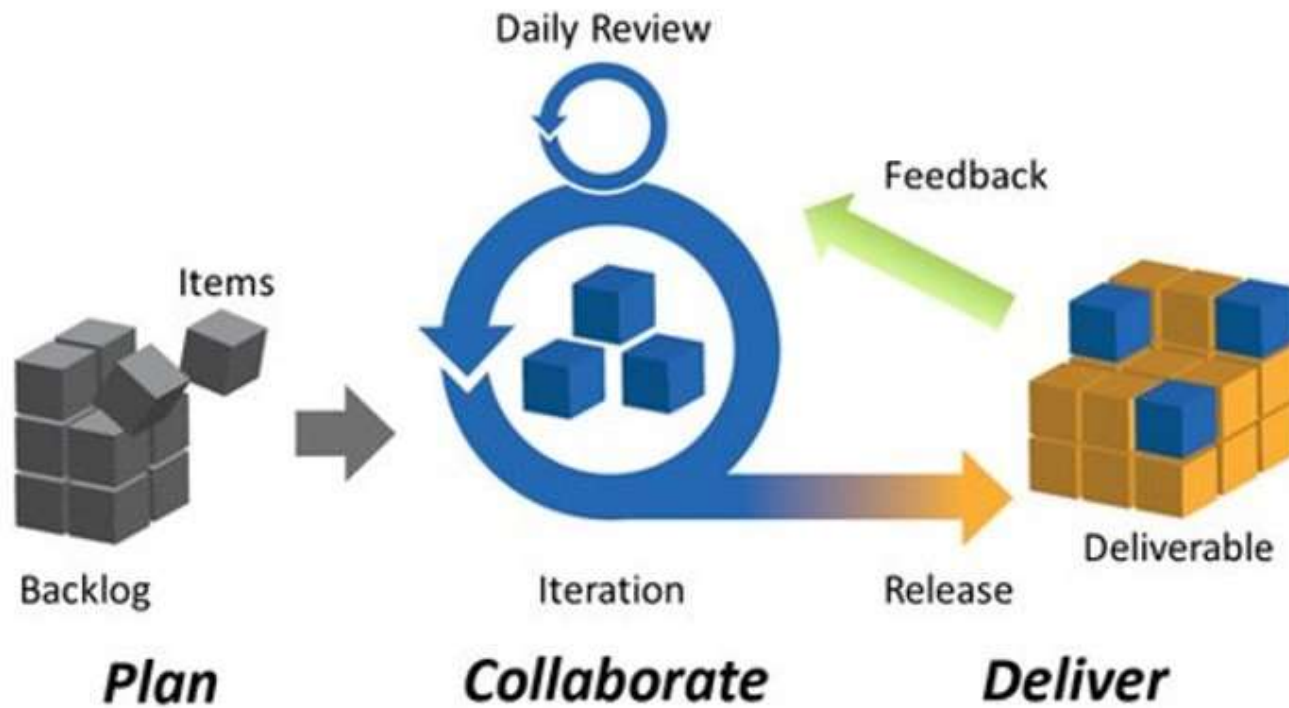 Daily Review
Feedback
Items
Deliverable
Backlog
Iteration
Release
Plan
Collaborate
Deliver